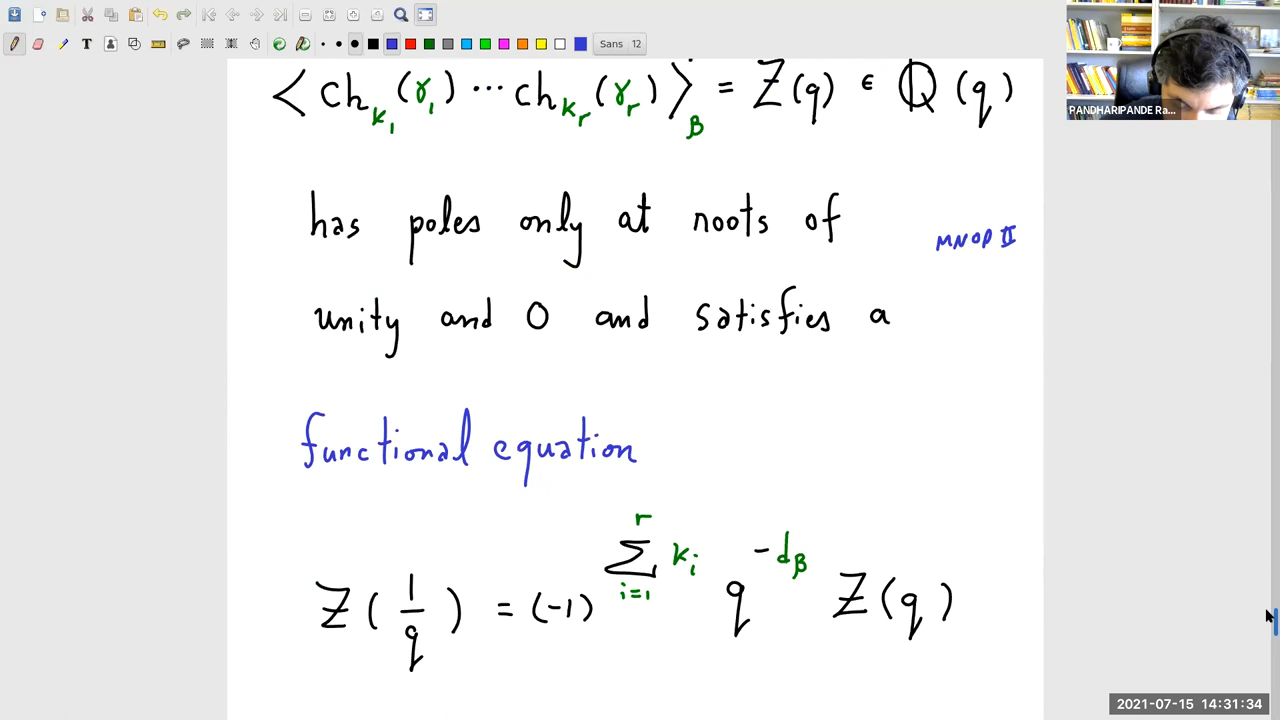 Sans 12
PANDHARIPANDE Ra...
< ch_{k_1}(γ_1) ⋯ ch_{k_r}(γ_r) >_β = Z(q) ∈ ℚ(q)
has poles only at roots of
MNOP II
unity and 0 and satisfies a
functional equation
Z(1/q) = (-1)^{\sum_{i=1}^{r} k_i} q^{-d_β} Z(q)
2021-07-15 14:31:34